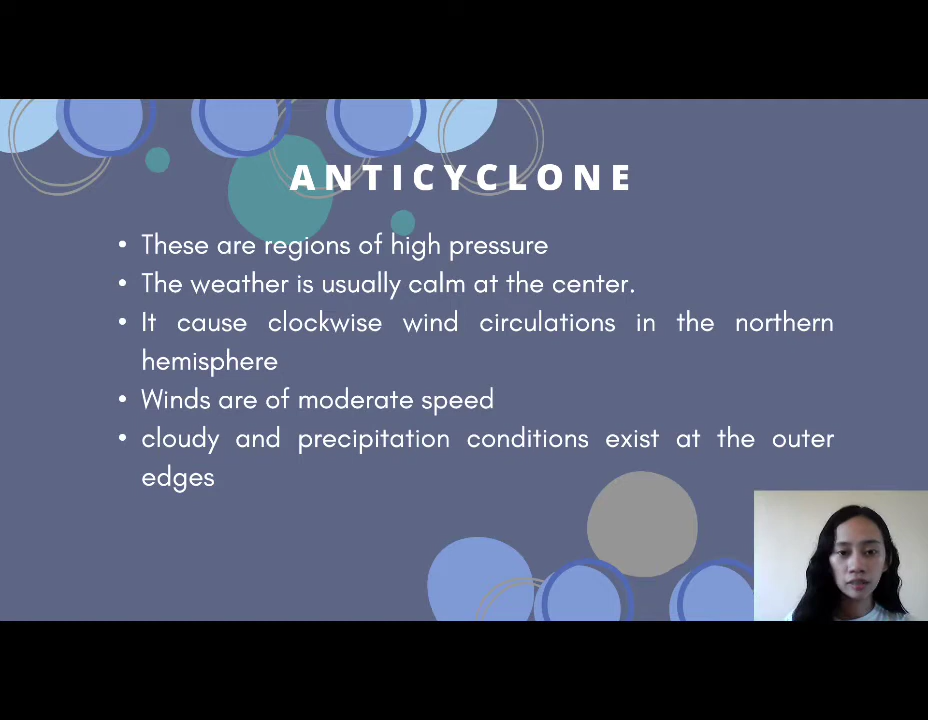 ANTICYCLONE
• These are regions of high pressure
• The weather is usually calm at the center.
• It cause clockwise wind circulations in the northern
hemisphere
• Winds are of moderate speed
• cloudy and precipitation conditions exist at the outer
edges